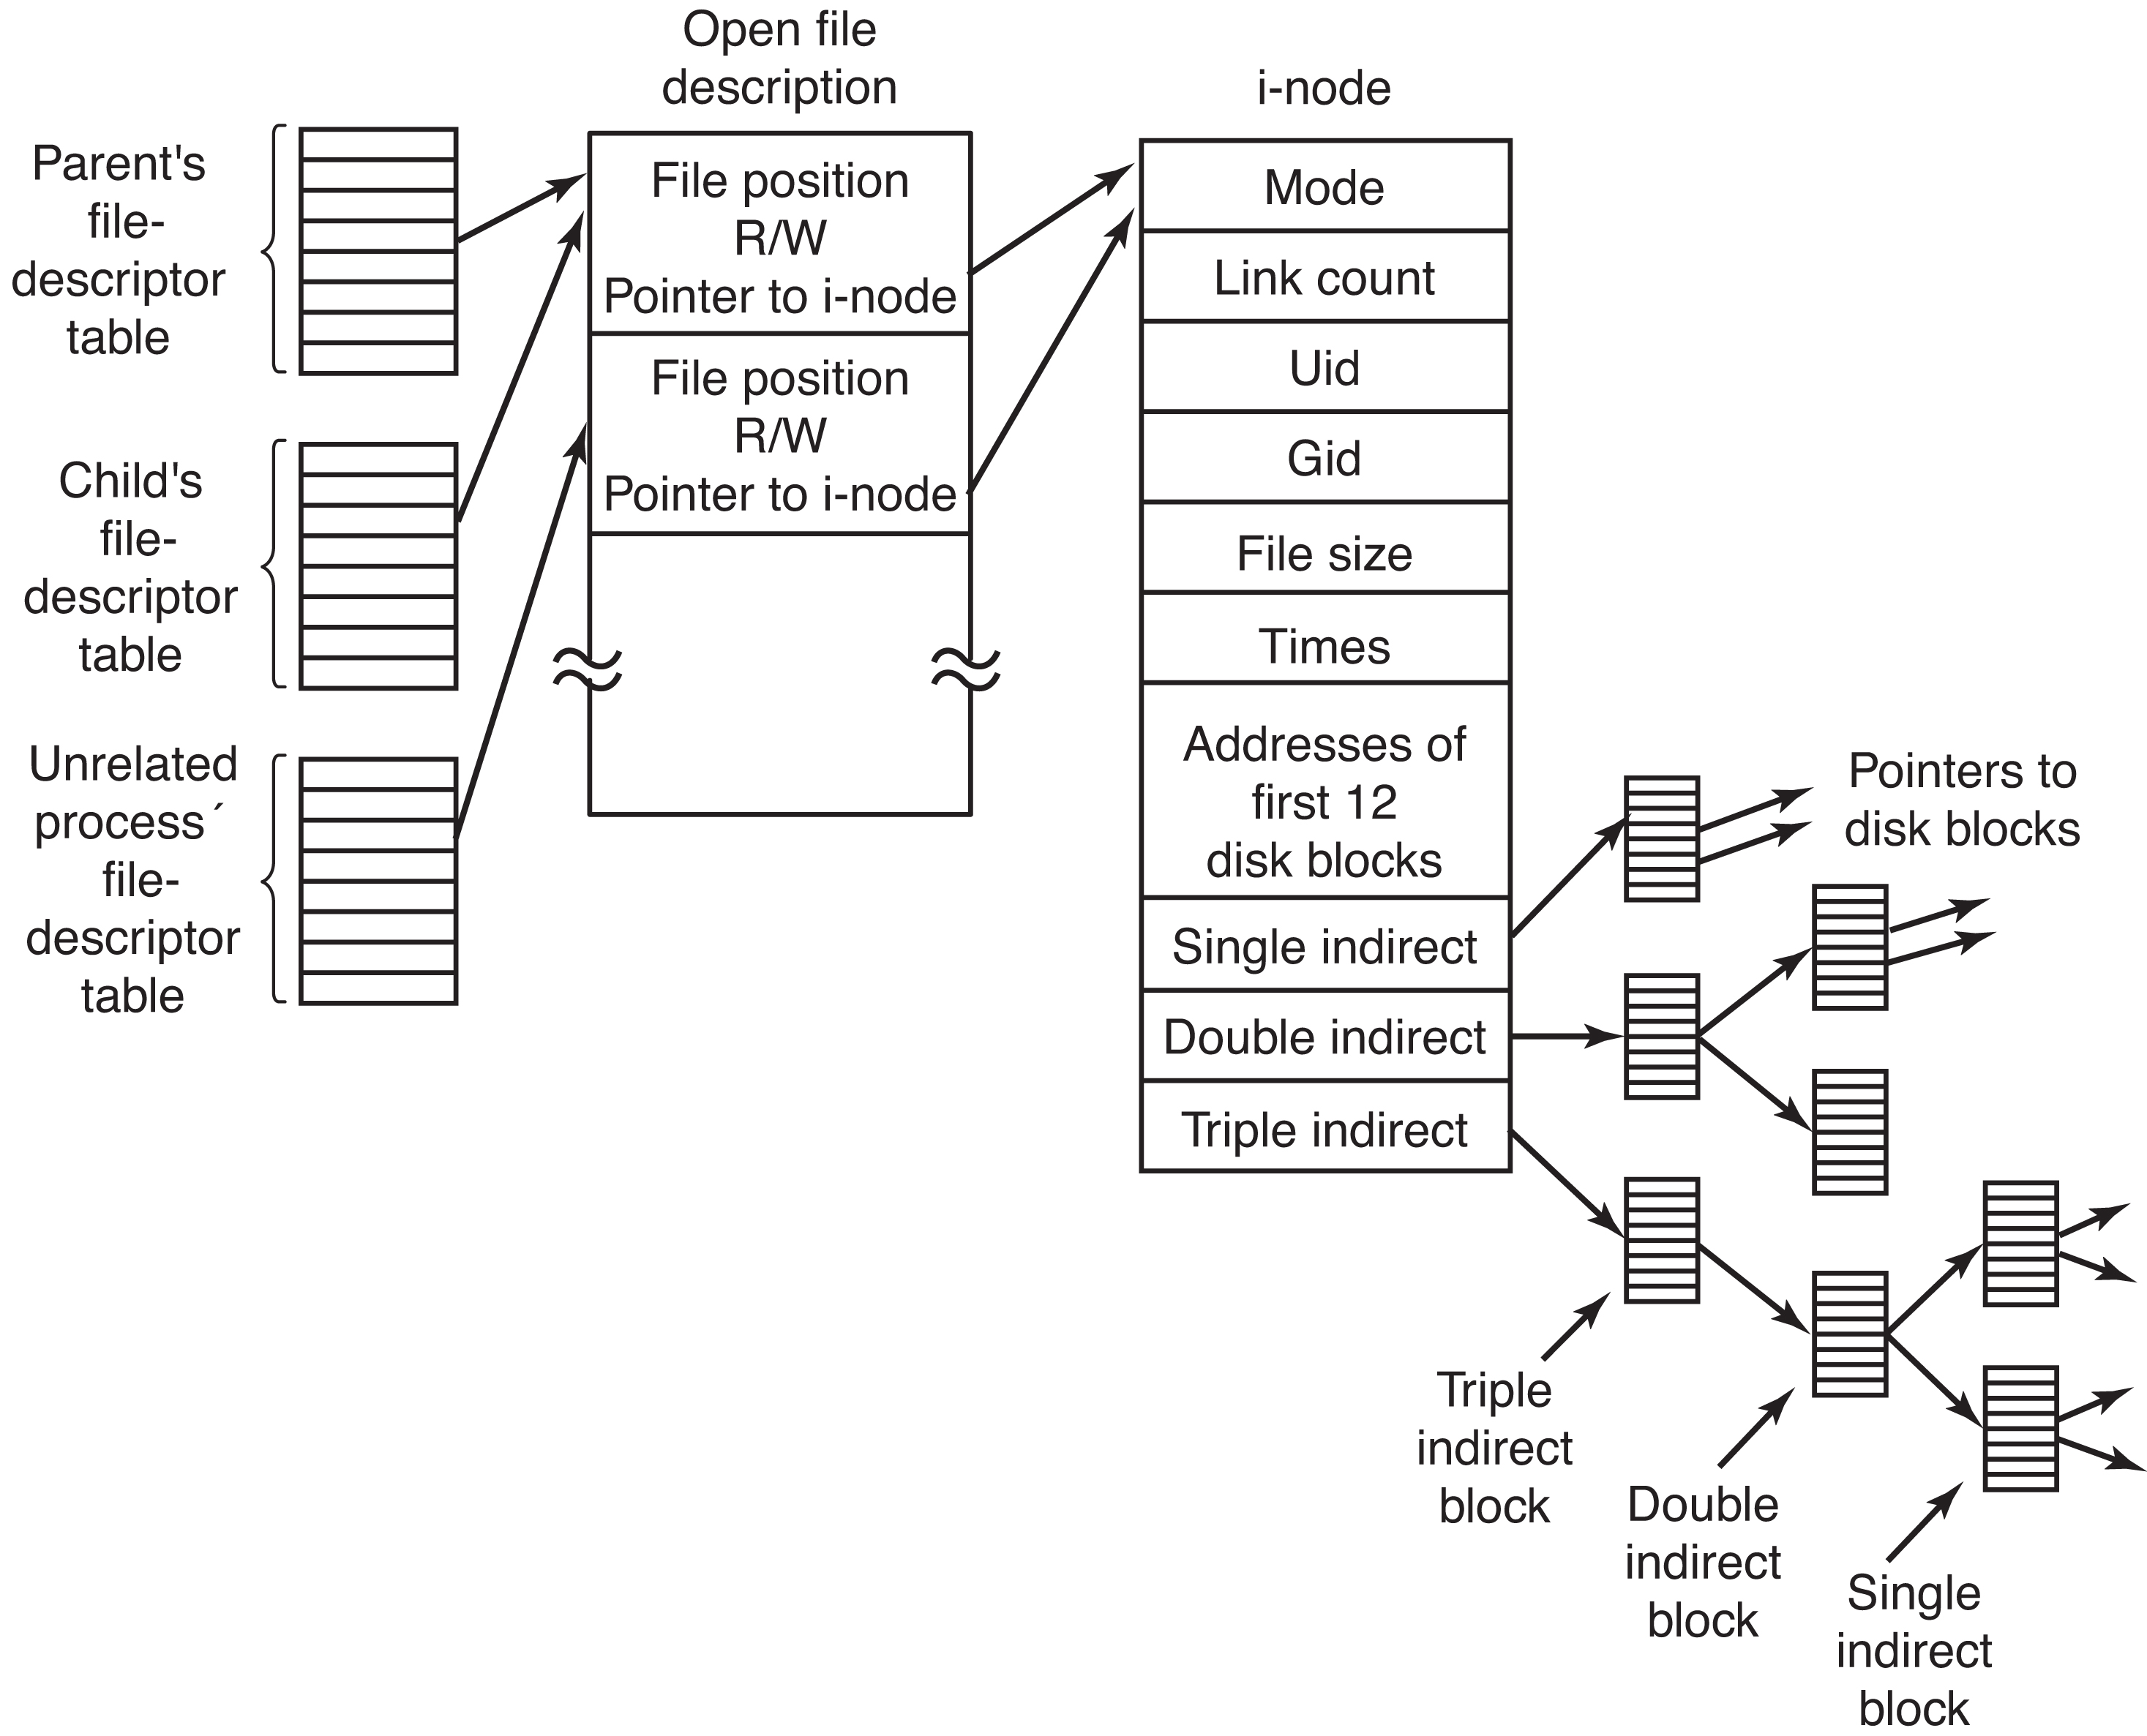 Open file
description
i-node
Parent's
file-
descriptor
table
Child's
file-
descriptor
table
Unrelated
process´
file-
descriptor
table
File position
R/W
Pointer to i-node
File position
R/W
Pointer to i-node
Mode
Link count
Uid
Gid
File size
Times
Addresses of
first 12
disk blocks
Single indirect
Double indirect
Triple indirect
Pointers to
disk blocks
Triple
indirect
block
Double
indirect
block
Single
indirect
block